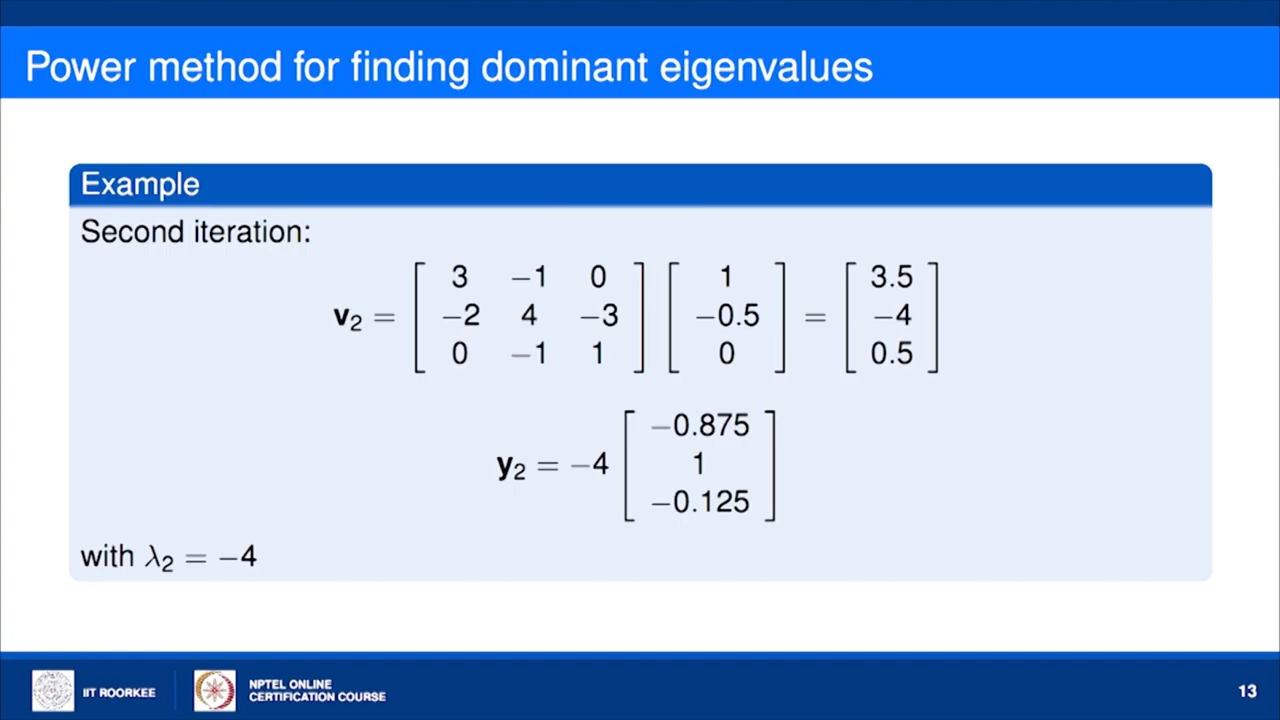 Power method for finding dominant eigenvalues
Example
Second iteration:
v₂ = [ 3 −1 0 ] [ 1 ] = [ 3.5 ]
[ −2 4 −3 ] [ −0.5 ] [ −4 ]
[ 0 −1 1 ] [ 0 ] [ 0.5 ]
y₂ = −4 [ −0.875 ]
[ 1 ]
[ −0.125 ]
with λ₂ = −4
IIT ROORKEE
NPTEL ONLINE
CERTIFICATION COURSE
13